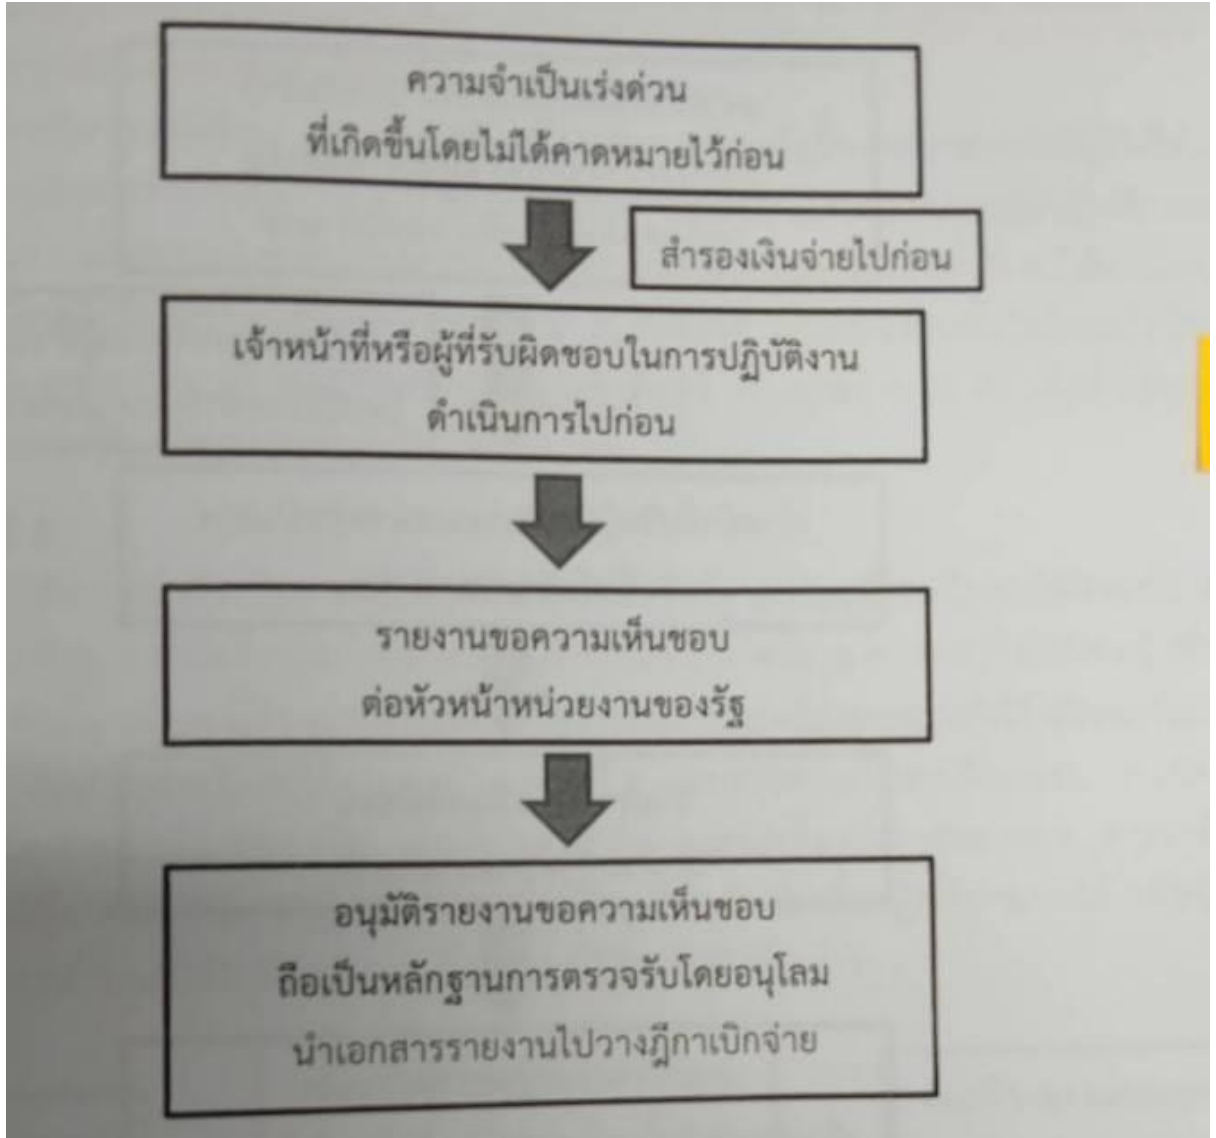 ความจำเป็นเร่งด่วน
ที่เกิดขึ้นโดยไม่ได้คาดหมายไว้ก่อน
สำรองเงินจ่ายไปก่อน
เจ้าหน้าที่หรือผู้ที่รับผิดชอบในการปฏิบัติงาน
ดำเนินการไปก่อน
รายงานขอความเห็นชอบ
ต่อหัวหน้าหน่วยงานของรัฐ
อนุมัติรายงานขอความเห็นชอบ
ถือเป็นหลักฐานการตรวจรับโดยอนุโลม
นำเอกสารรายงานไปวางฎีกาเบิกจ่าย